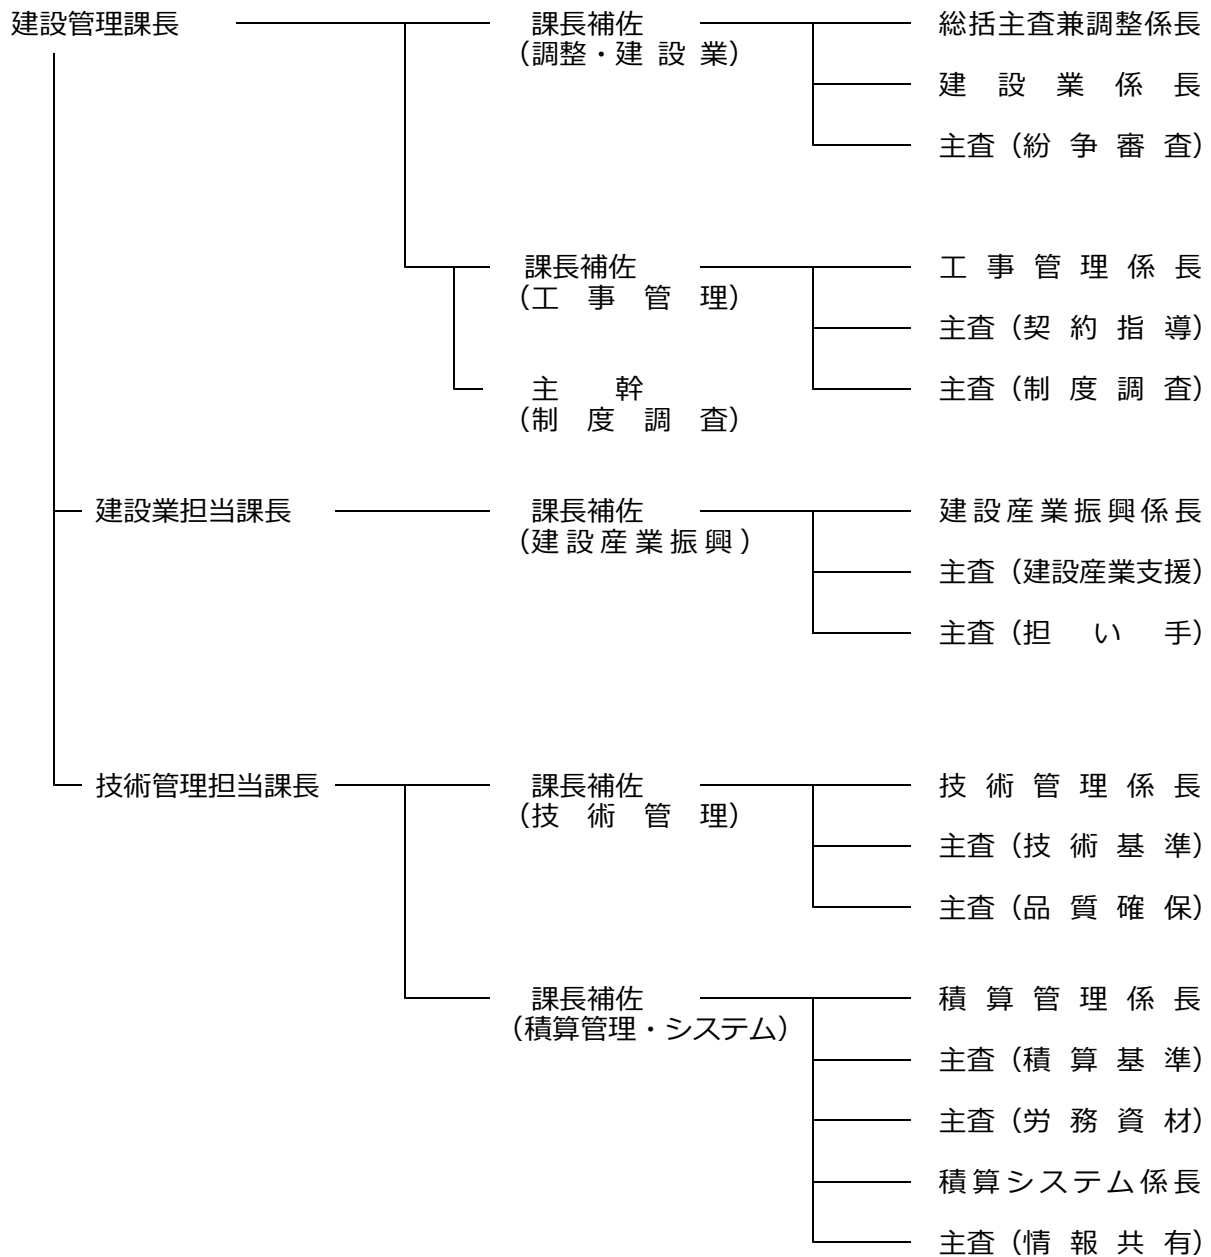 建設管理課長 課長補佐 総括主査兼調整係長
（調整・建設業）
建設業係長
主査（紛争審査）
課長補佐 工事管理係長
（工事管理）
主査（契約指導）
主幹 主査（制度調査）
（制度調査）
建設業担当課長 課長補佐 建設産業振興係長
（建設産業振興）
主査（建設産業支援）
主査（担い手）
技術管理担当課長 課長補佐 技術管理係長
（技術管理）
主査（技術基準）
主査（品質確保）
課長補佐 積算管理係長
（積算管理・システム）
主査（積算基準）
主査（労務資材）
積算システム係長
主査（情報共有）